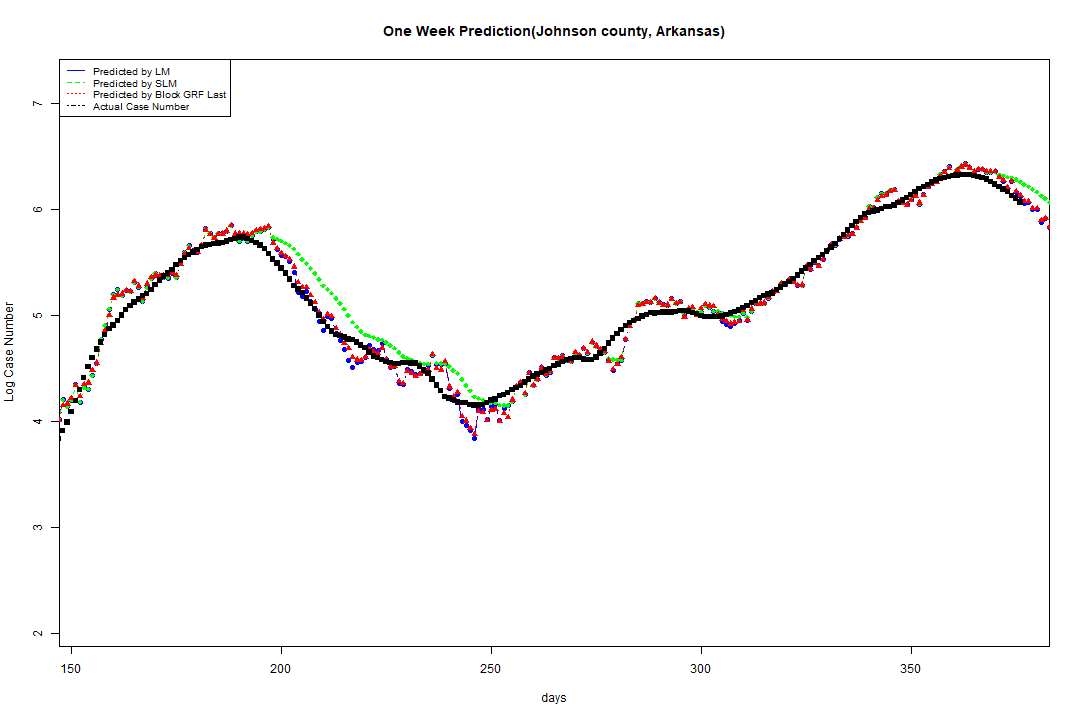 One Week Prediction(Johnson county, Arkansas)
Predicted by LM
Predicted by SLM
Predicted by Block GRF Last
Actual Case Number
Log Case Number
7
6
5
4
3
2
150 200 250 300 350
days